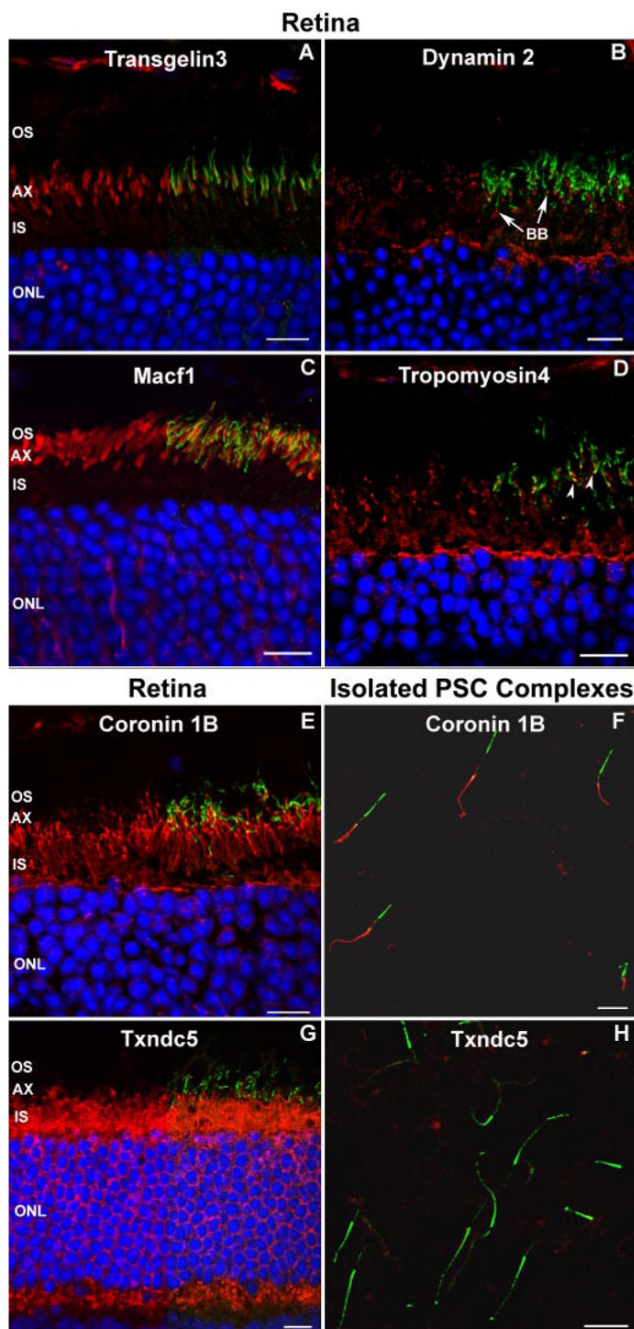 Retina
Transgelin3 A
Dynamin 2 B
OS
AX
IS
ONL
BB
Macf1 C
Tropomyosin4 D
OS
AX
IS
ONL
Retina
Isolated PSC Complexes
Coronin 1B E
Coronin 1B F
OS
AX
IS
ONL
Txndc5 G
Txndc5 H
OS
AX
IS
ONL